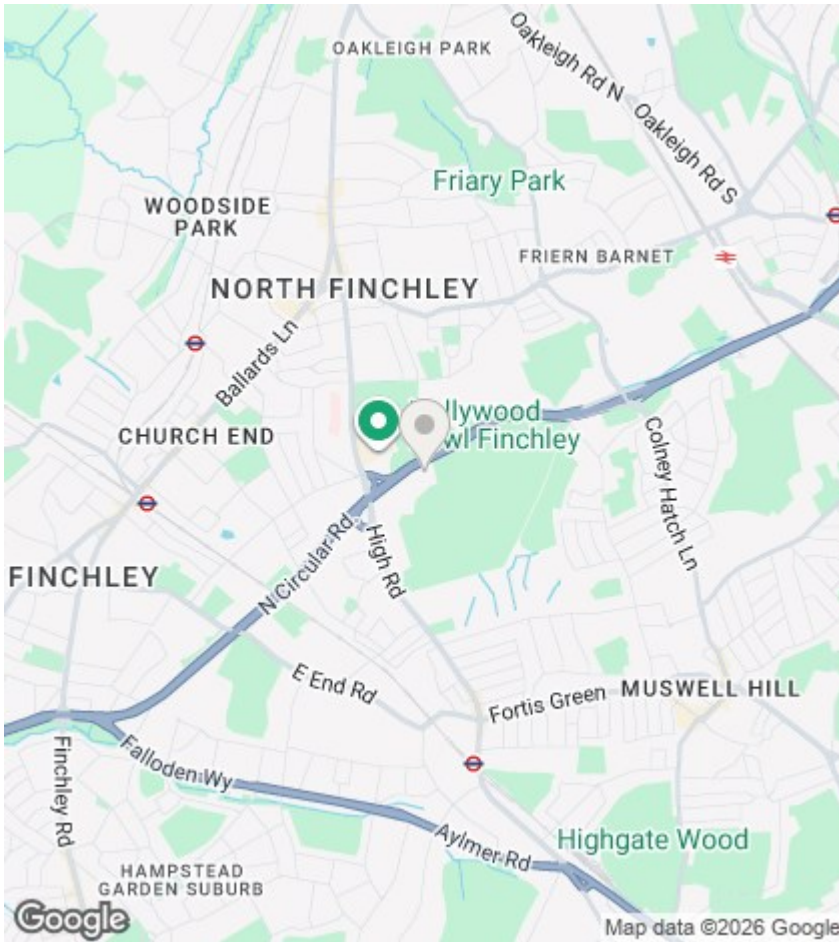 OAKLEIGH PARK
Oakleigh Rd N
Oakleigh Rd S
Friary Park
WOODSIDE
PARK
FRIERN BARNET
NORTH FINCHLEY
Ballards Ln
Finchley
CHURCH END
Colney Hatch Ln
N Circular Rd
High Rd
FINCHLEY
E End Rd
Fortis Green
MUSWELL HILL
Finchley Rd
Falloden Wy
Aylmer Rd
Highgate Wood
HAMPSTEAD
GARDEN SUBURB
Google
Map data ©2026 Google